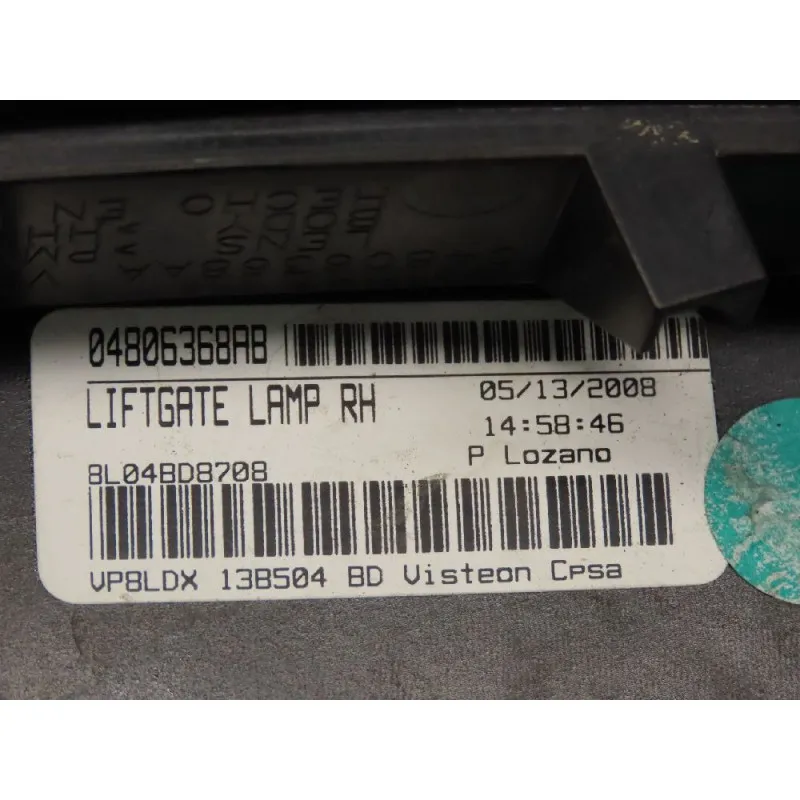 04806368AB
LIFTGATE LAMP RH
05/13/2008
14:58:46
P Lozano
8L04BD8708
VP8LDX 13B504 BD Visteon Cpsa